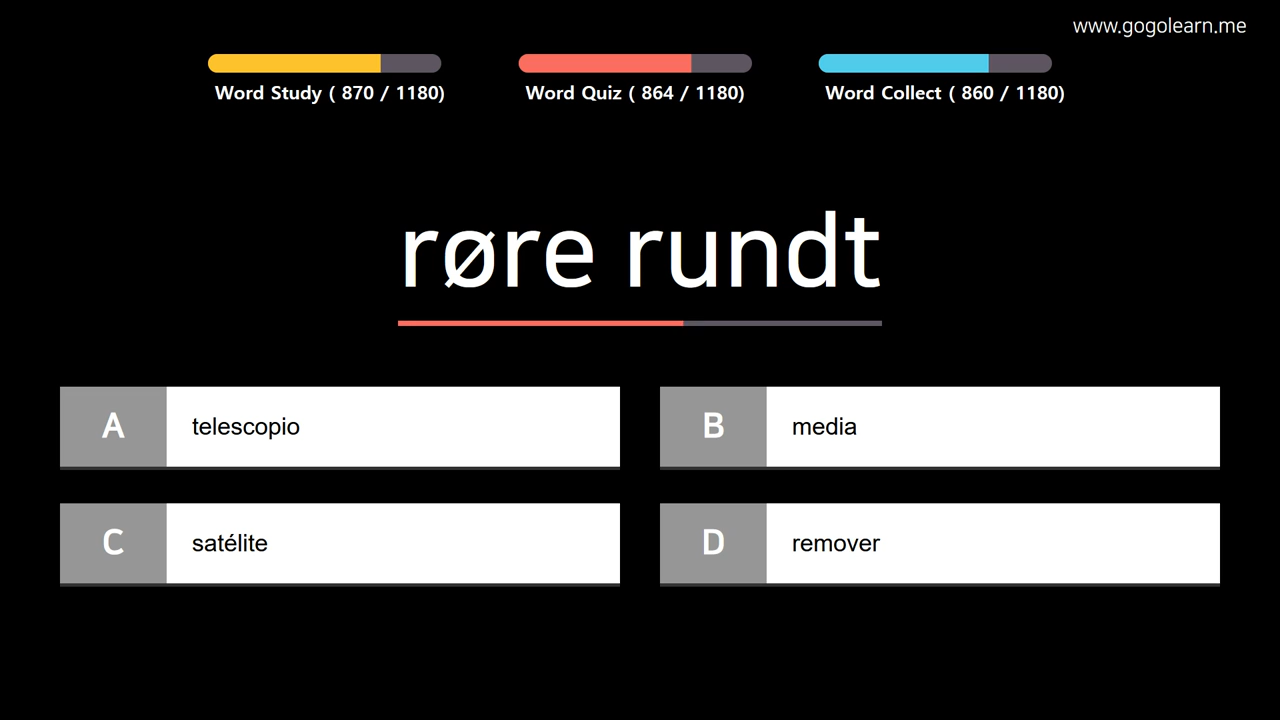 www.gogolearn.me
Word Study ( 870 / 1180)
Word Quiz ( 864 / 1180)
Word Collect ( 860 / 1180)
røre rundt
A telescopio
B media
C satélite
D remover